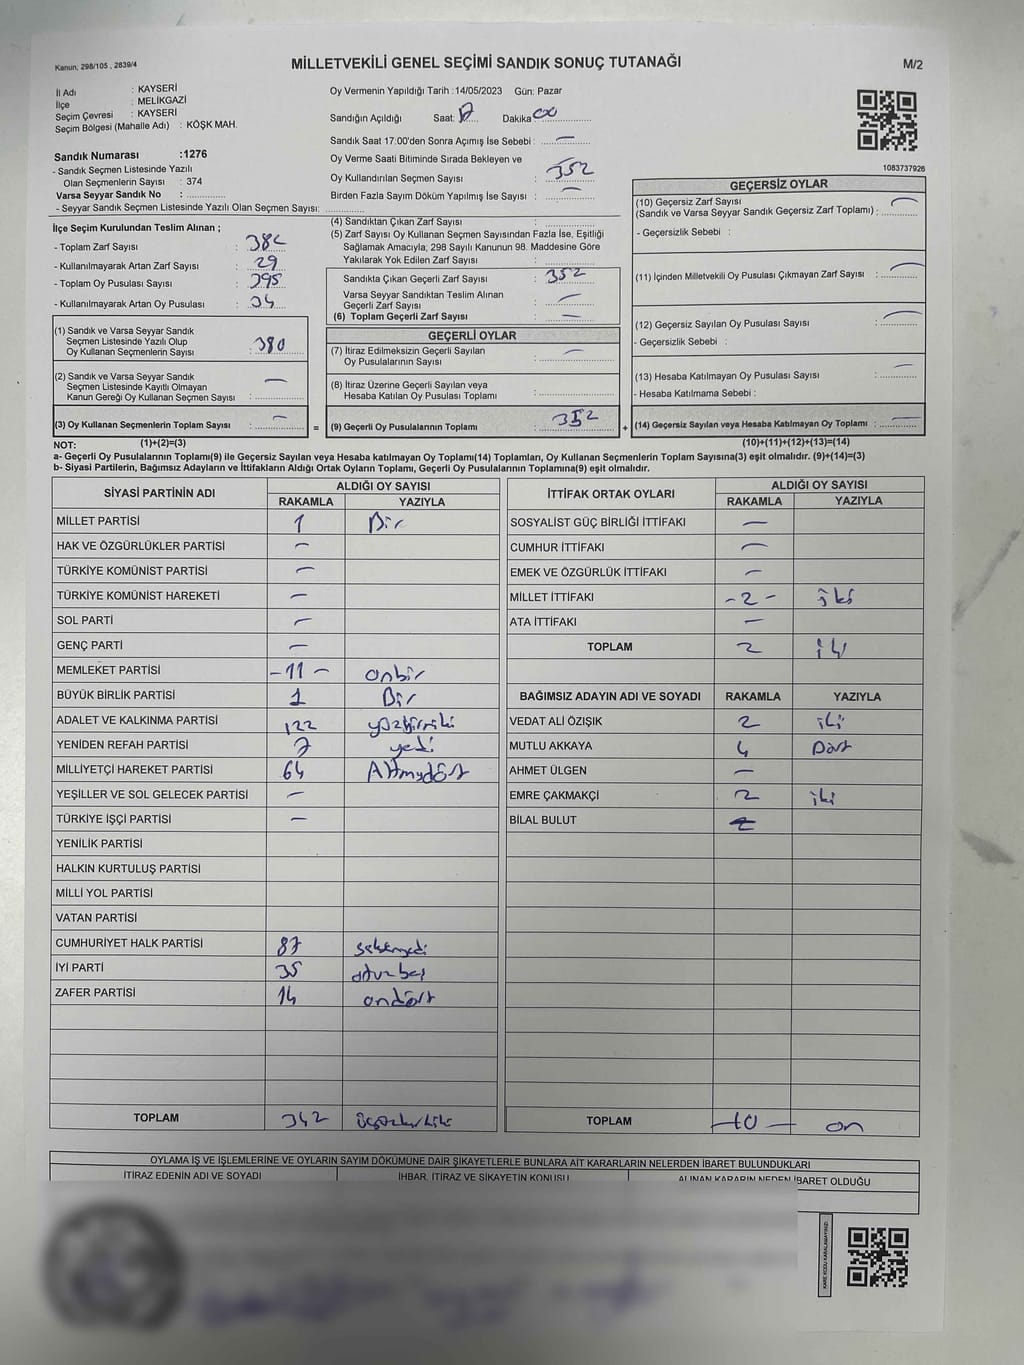 Kanun, 298/105 , 2839/4
MİLLETVEKİLİ GENEL SEÇİMİ SANDIK SONUÇ TUTANAĞI
M/2
İl Adı : KAYSERİ
İlçe : MELİKGAZİ
Seçim Çevresi : KAYSERİ
Seçim Bölgesi (Mahalle Adı) : KÖŞK MAH.
Oy Vermenin Yapıldığı Tarih :14/05/2023 Gün: Pazar
Sandığın Açıldığı Saat: Dakika 00
Sandık Saat 17:00'den Sonra Açımış İse Sebebi : —
Oy Verme Saati Bitiminde Sırada Bekleyen ve
Oy Kullandırılan Seçmen Sayısı : 352
Birden Fazla Sayım Döküm Yapılmış İse Sayısı : —
1083737926
Sandık Numarası :1276
- Sandık Seçmen Listesinde Yazılı
Olan Seçmenlerin Sayısı : 374
Varsa Seyyar Sandık No :
- Seyyar Sandık Seçmen Listesinde Yazılı Olan Seçmen Sayısı:
İlçe Seçim Kurulundan Teslim Alınan ;
- Toplam Zarf Sayısı :
- Kullanılmayarak Artan Zarf Sayısı : 29
- Toplam Oy Pusulası Sayısı : 395
- Kullanılmayarak Artan Oy Pusulası : 34
(1) Sandık ve Varsa Seyyar Sandık
Seçmen Listesinde Yazılı Olup
Oy Kullanan Seçmenlerin Sayısı : 380
(2) Sandık ve Varsa Seyyar Sandık
Seçmen Listesinde Kayıtlı Olmayan
Kanun Gereği Oy Kullanan Seçmen Sayısı : —
(3) Oy Kullanan Seçmenlerin Toplam Sayısı : —
(4) Sandıktan Çıkan Zarf Sayısı :
(5) Zarf Sayısı Oy Kullanan Seçmen Sayısından Fazla İse, Eşitliği
Sağlamak Amacıyla; 298 Sayılı Kanunun 98. Maddesine Göre
Yakılarak Yok Edilen Zarf Sayısı :
Sandıkta Çıkan Geçerli Zarf Sayısı : 352
Varsa Seyyar Sandıktan Teslim Alınan
Geçerli Zarf Sayısı : —
(6) Toplam Geçerli Zarf Sayısı : —
GEÇERLİ OYLAR
(7) İtiraz Edilmeksizin Geçerli Sayılan
Oy Pusulalarının Sayısı : —
(8) İtiraz Üzerine Geçerli Sayılan veya
Hesaba Katılan Oy Pusulası Toplamı :
= (9) Geçerli Oy Pusulalarının Toplamı : 352 +
GEÇERSİZ OYLAR
(10) Geçersiz Zarf Sayısı
(Sandık ve Varsa Seyyar Sandık Geçersiz Zarf Toplamı) : —
- Geçersizlik Sebebi :
(11) İçinden Milletvekili Oy Pusulası Çıkmayan Zarf Sayısı : —
(12) Geçersiz Sayılan Oy Pusulası Sayısı : —
- Geçersizlik Sebebi :
(13) Hesaba Katılmayan Oy Pusulası Sayısı : —
- Hesaba Katılmama Sebebi :
(14) Geçersiz Sayılan veya Hesaba Katılmayan Oy Toplamı : —
NOT: (1)+(2)=(3) (10)+(11)+(12)+(13)=(14)
a- Geçerli Oy Pusulalarının Toplamı(9) ile Geçersiz Sayılan veya Hesaba katılmayan Oy Toplamı(14) Toplamları, Oy Kullanan Seçmenlerin Toplam Sayısına(3) eşit olmalıdır. (9)+(14)=(3)
b- Siyasi Partilerin, Bağımsız Adayların ve İttifakların Aldığı Ortak Oyların Toplamı, Geçerli Oy Pusulalarının Toplamına(9) eşit olmalıdır.
SİYASİ PARTİNİN ADI ALDIĞI OY SAYISI
RAKAMLA YAZIYLA
MİLLET PARTİSİ 1 Bir
HAK VE ÖZGÜRLÜKLER PARTİSİ —
TÜRKİYE KOMÜNİST PARTİSİ —
TÜRKİYE KOMÜNİST HAREKETİ —
SOL PARTİ —
GENÇ PARTİ —
MEMLEKET PARTİSİ -11- onbir
BÜYÜK BİRLİK PARTİSİ 1 Bir
ADALET VE KALKINMA PARTİSİ 122 yüzyirmiki
YENİDEN REFAH PARTİSİ 7 yedi
MİLLİYETÇİ HAREKET PARTİSİ 64 Altmışdört
YEŞİLLER VE SOL GELECEK PARTİSİ —
TÜRKİYE İŞÇİ PARTİSİ —
YENİLİK PARTİSİ
HALKIN KURTULUŞ PARTİSİ
MİLLİ YOL PARTİSİ
VATAN PARTİSİ
CUMHURİYET HALK PARTİSİ 87 seksenyedi
İYİ PARTİ 35 otuzbeş
ZAFER PARTİSİ 14 ondört
TOPLAM 342 üçyüzkırkiki
İTTİFAK ORTAK OYLARI ALDIĞI OY SAYISI
RAKAMLA YAZIYLA
SOSYALİST GÜÇ BİRLİĞİ İTTİFAKI —
CUMHUR İTTİFAKI —
EMEK VE ÖZGÜRLÜK İTTİFAKI —
MİLLET İTTİFAKI -2- iki
ATA İTTİFAKI —
TOPLAM 2 iki
BAĞIMSIZ ADAYIN ADI VE SOYADI RAKAMLA YAZIYLA
VEDAT ALİ ÖZIŞIK 2 iki
MUTLU AKKAYA 4 Dört
AHMET ÜLGEN —
EMRE ÇAKMAKÇİ 2 iki
BİLAL BULUT
TOPLAM -10- on
OYLAMA İŞ VE İŞLEMLERİNE VE OYLARIN SAYIM DÖKÜMÜNE DAİR ŞİKAYETLERLE BUNLARA AİT KARARLARIN NELERDEN İBARET BULUNDUKLARI
İTİRAZ EDENİN ADI VE SOYADI İHBAR, İTİRAZ VE ŞİKAYETİN KONUSU ALINAN KARARIN NEDEN İBARET OLDUĞU
KARE KODU KARALAMAYINIZ!